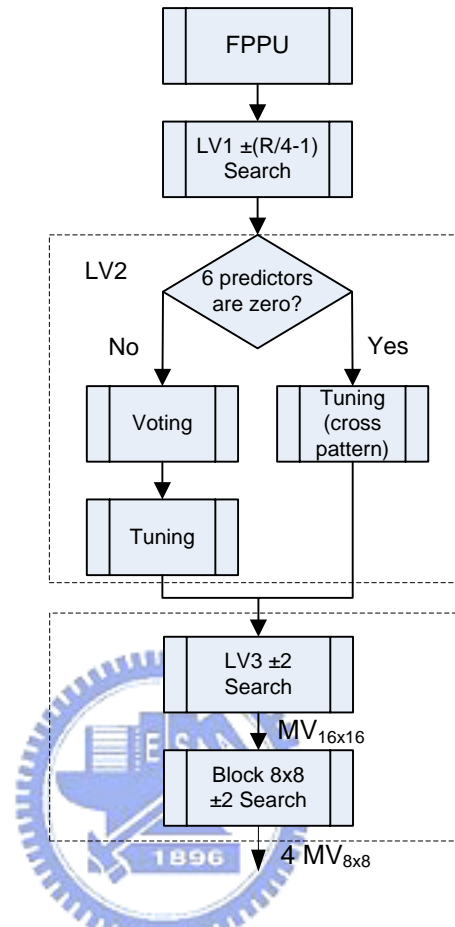 FPPU
LV1 ±(R/4-1)
Search
LV2
6 predictors
are zero?
No
Yes
Voting
Tuning
(cross
pattern)
Tuning
LV3 ±2
Search
MV16x16
Block 8x8
±2 Search
4 MV8x8
1896